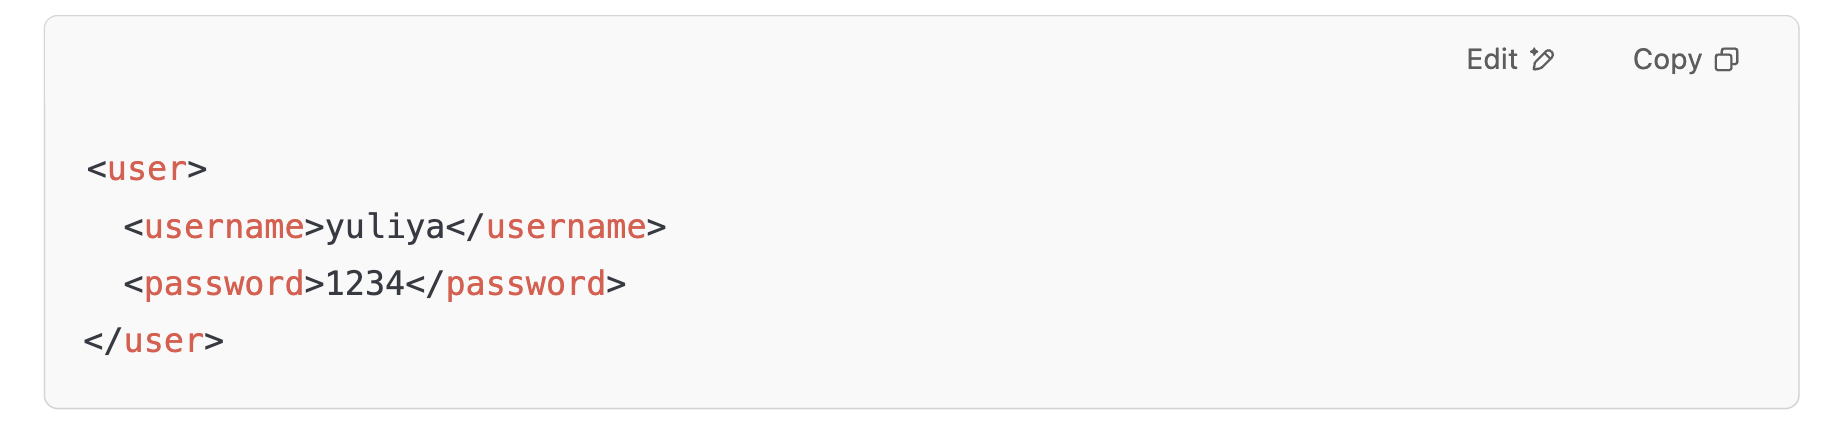 Edit Copy
<user>
  <username>yuliya</username>
  <password>1234</password>
</user>